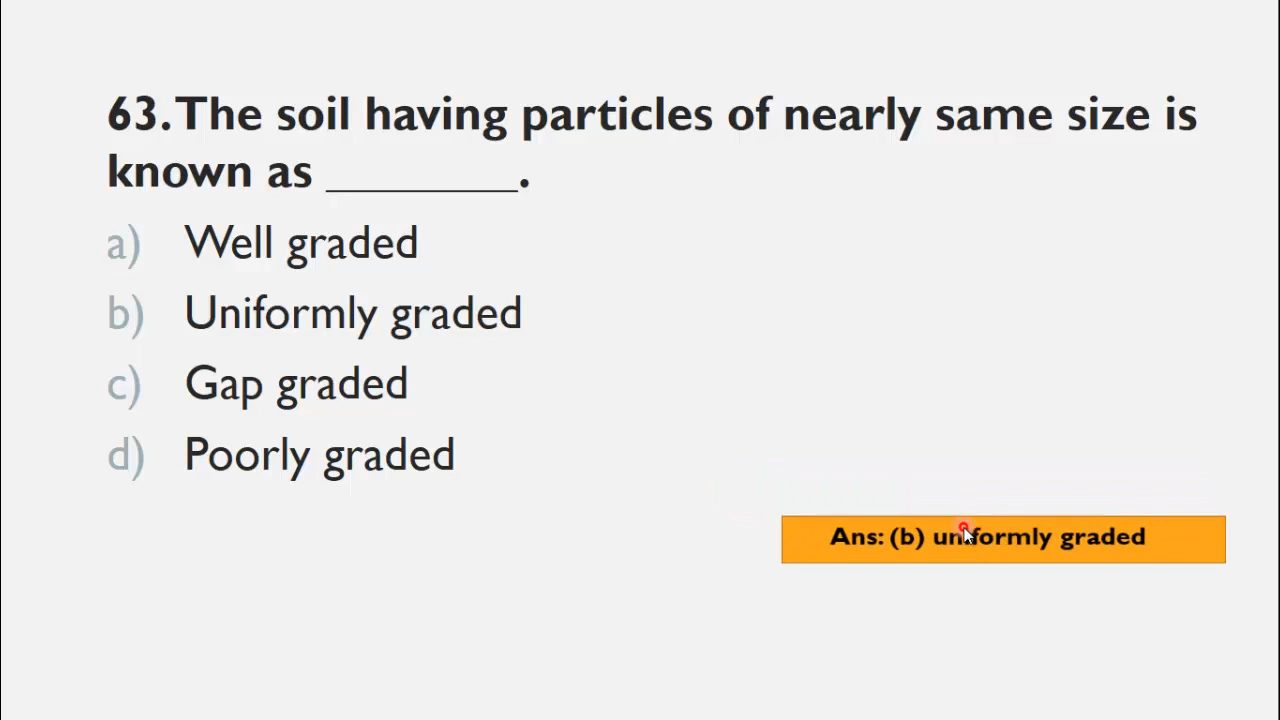 63. The soil having particles of nearly same size is
known as ________.
a) Well graded
b) Uniformly graded
c) Gap graded
d) Poorly graded
Ans: (b) uniformly graded